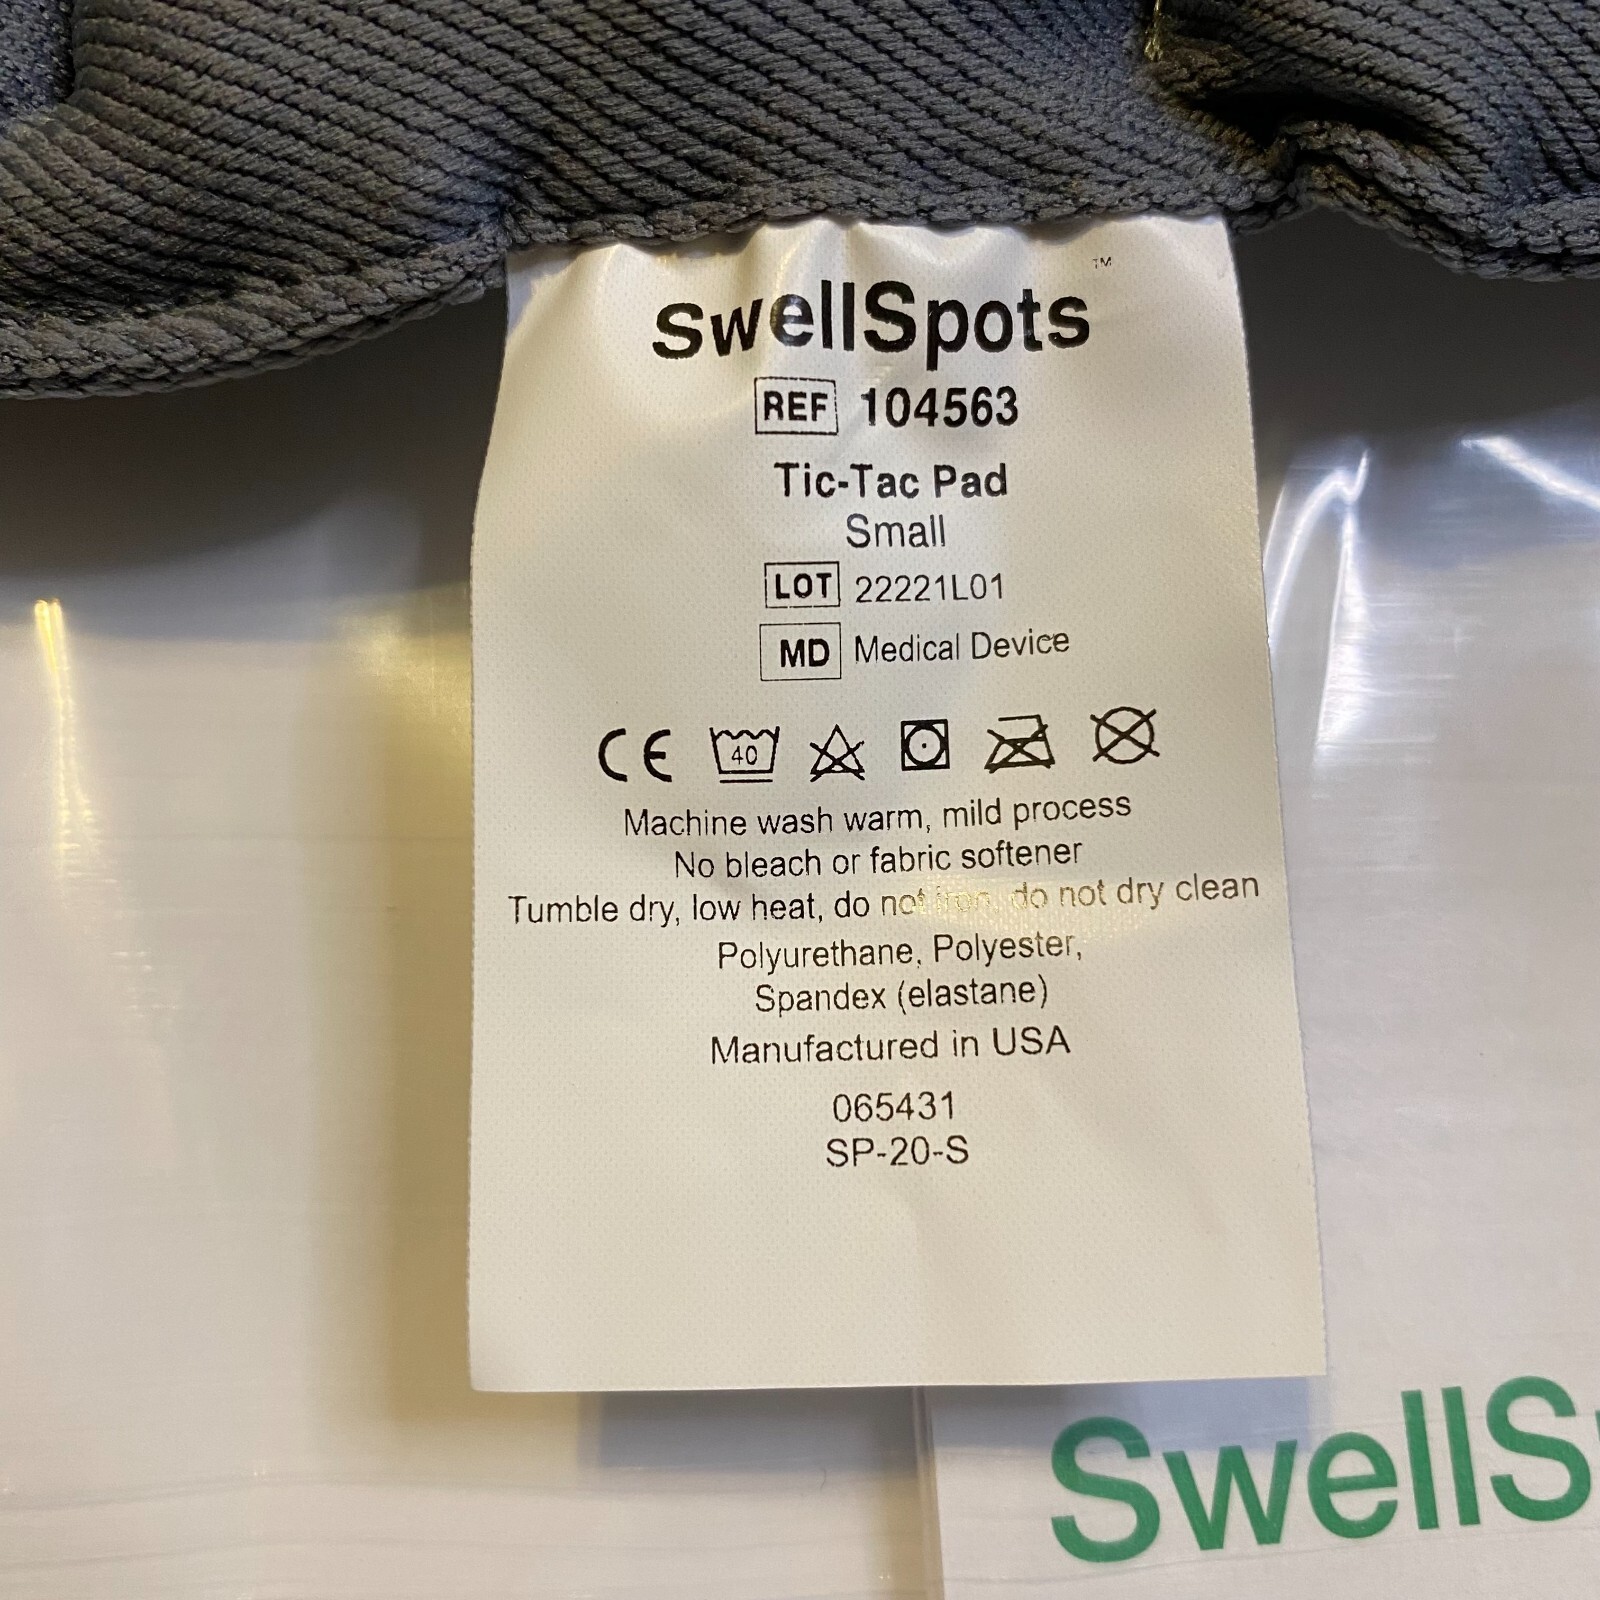 SwellSpots™
REF 104563
Tic-Tac Pad
Small
LOT 22221L01
MD Medical Device
CE 40
Machine wash warm, mild process
No bleach or fabric softener
Tumble dry, low heat, do not iron, do not dry clean
Polyurethane, Polyester,
Spandex (elastane)
Manufactured in USA
065431
SP-20-S
SwellS